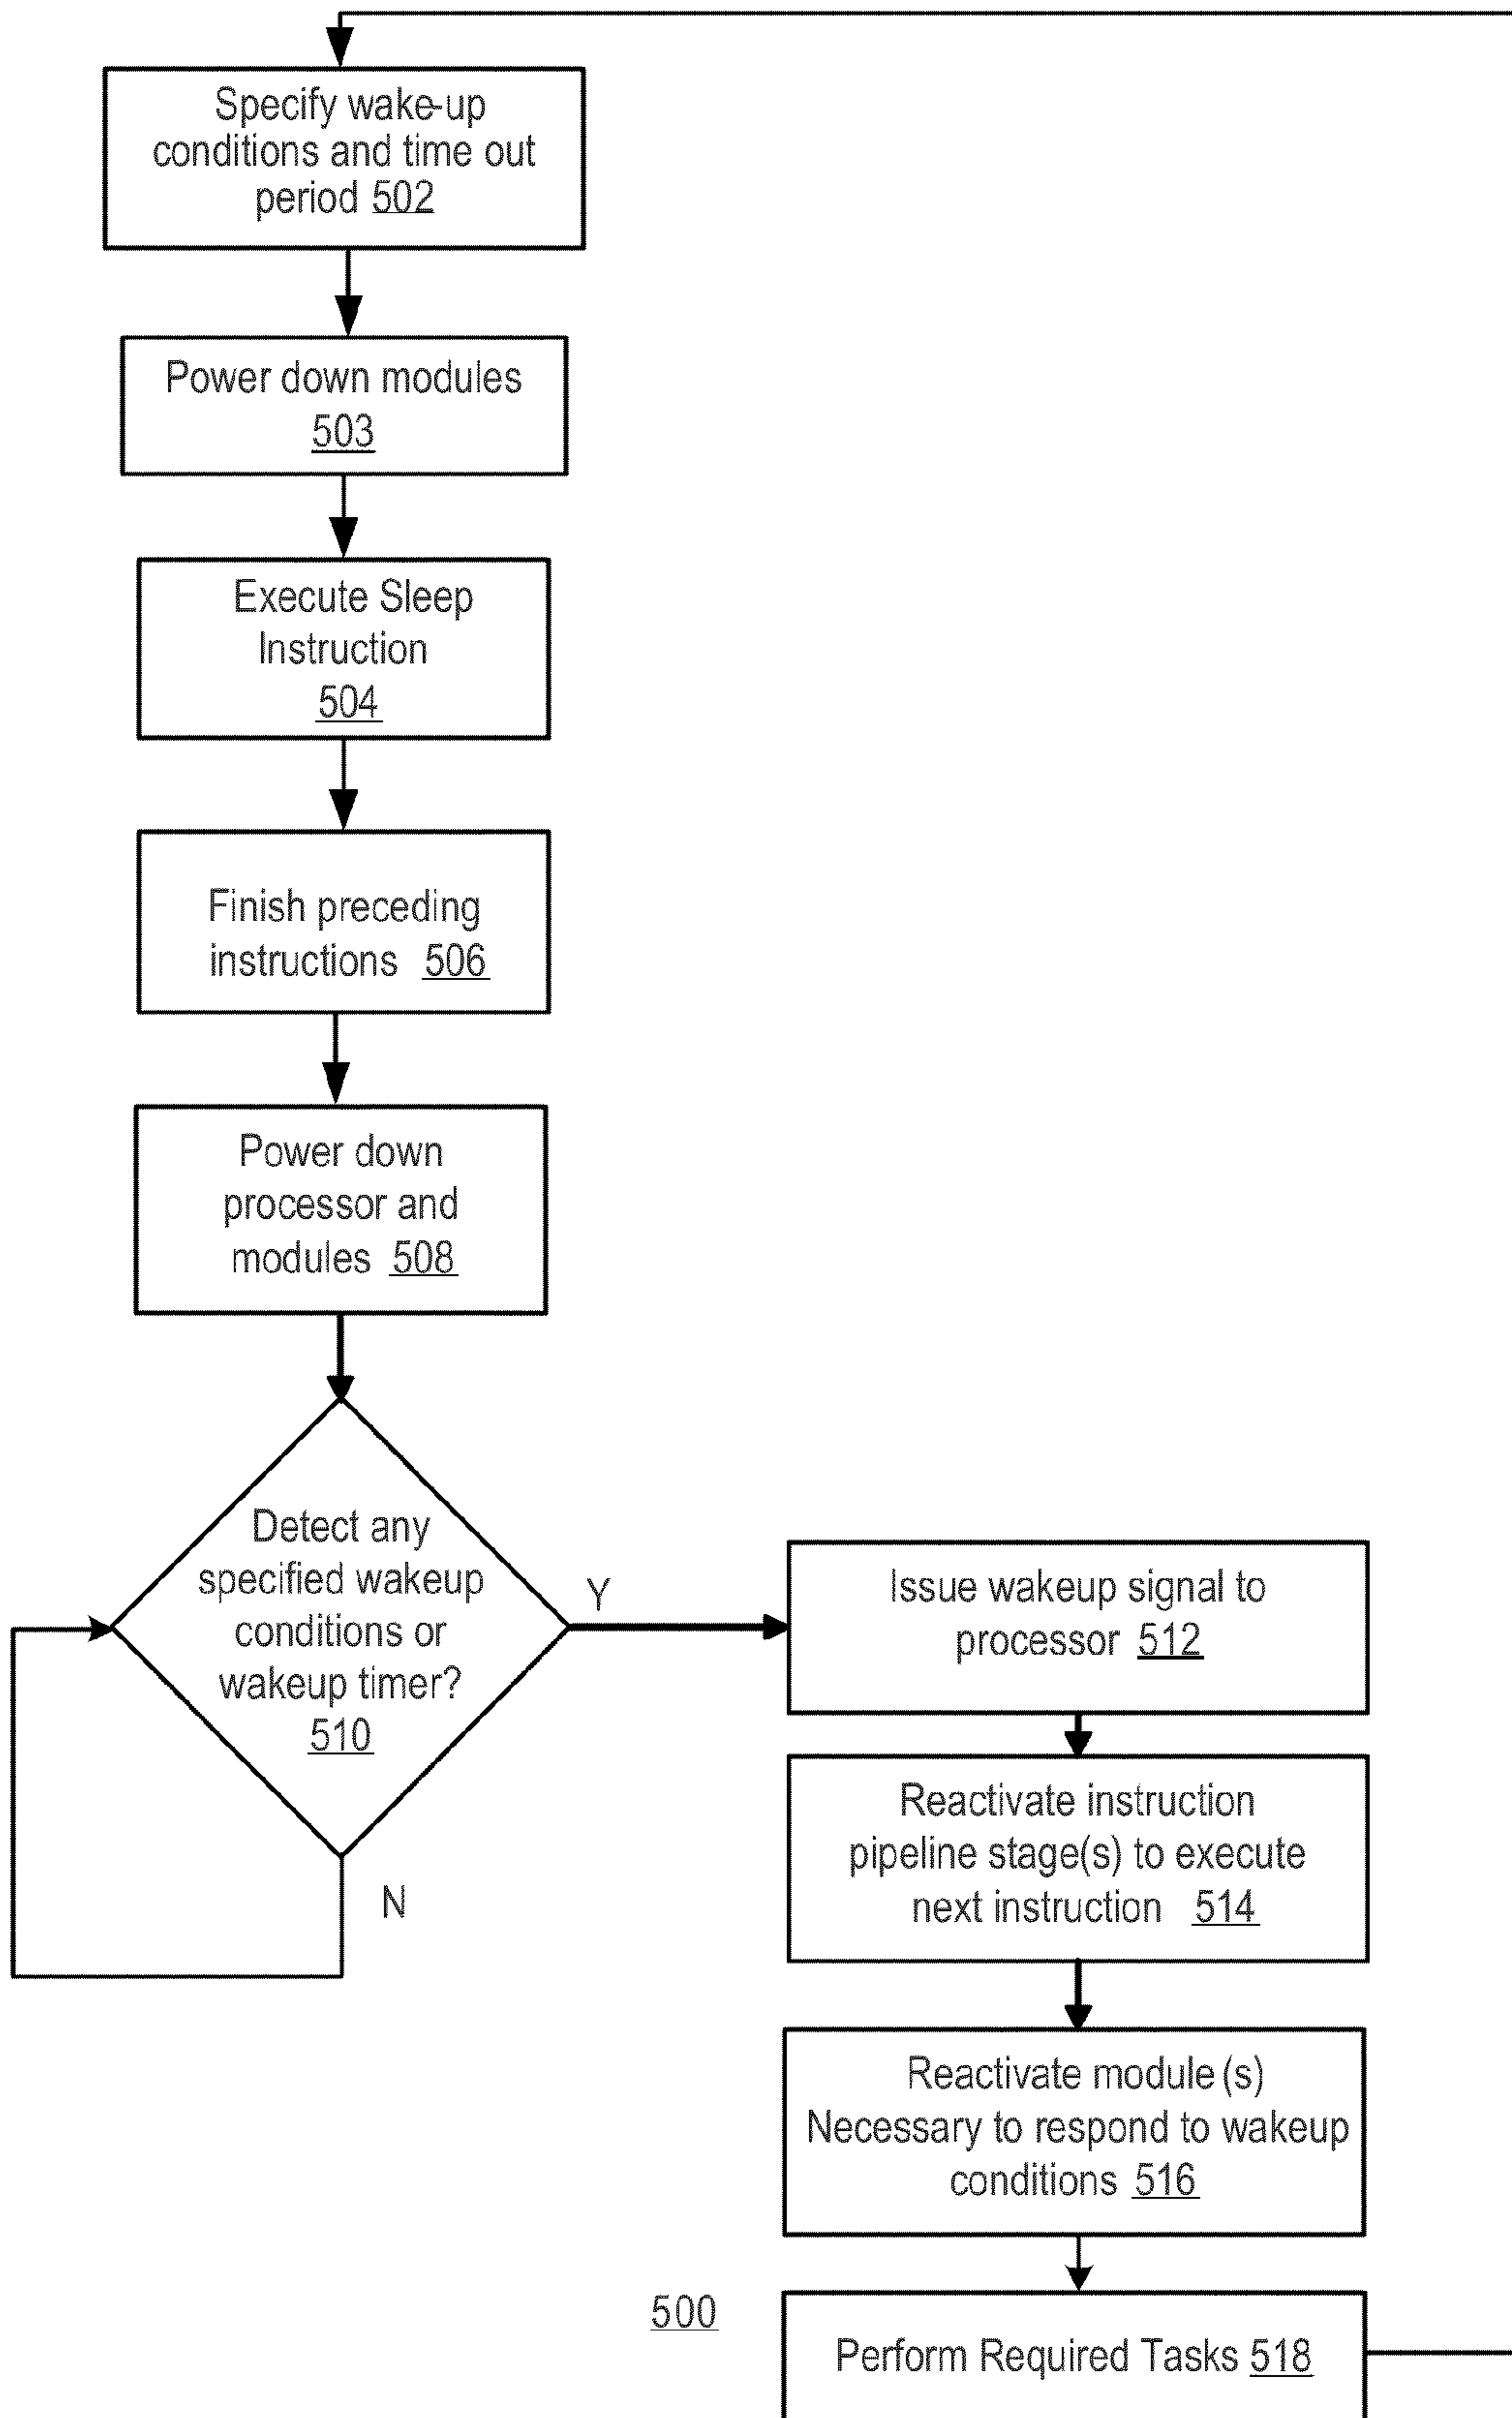 Specify wake-up
conditions and time out
period 502
Power down modules
503
Execute Sleep
Instruction
504
Finish preceding
instructions 506
Power down
processor and
modules 508
Detect any
specified wakeup
conditions or
wakeup timer?
510
Y
N
Issue wakeup signal to
processor 512
Reactivate instruction
pipeline stage(s) to execute
next instruction 514
Reactivate module (s)
Necessary to respond to wakeup
conditions 516
500
Perform Required Tasks 518